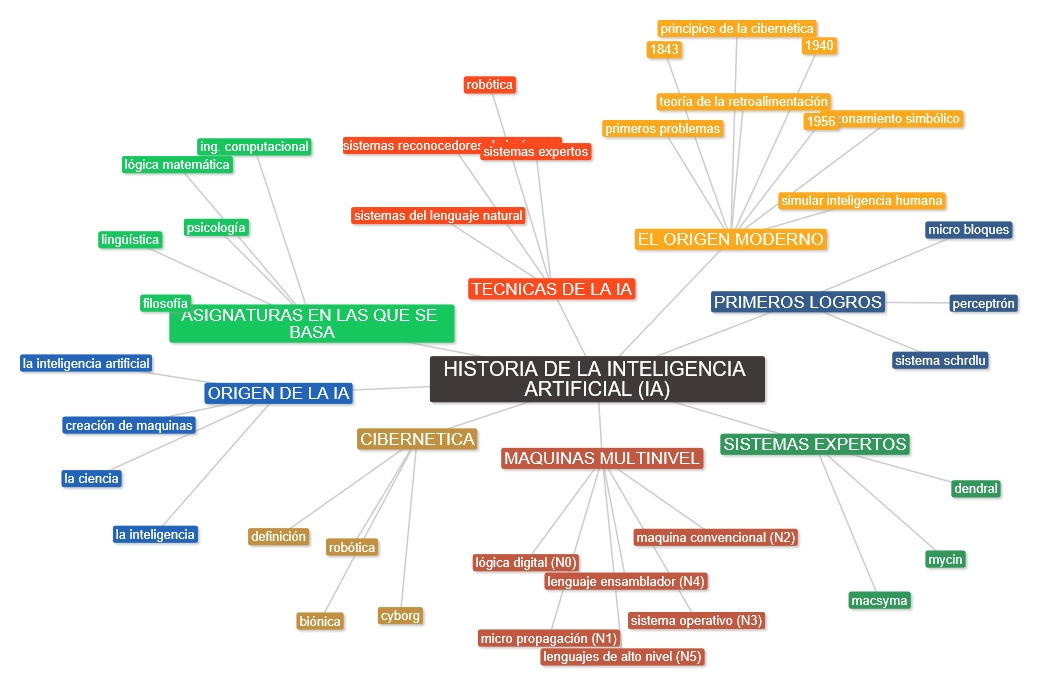 principios de la cibernética
1843
1940
robótica
teoría de la retoalimentación
primeros problemas
1956
simbólico
ing. computacional
sistemas reconocedores
sistemas expertos
lógica matemática
simular inteligencia humana
sistemas del lenguaje natural
psicología
lingüística
EL ORIGEN MODERNO
micro bloques
TECNICAS DE LA IA
filosofía
PRIMEROS LOGROS
perceptrón
ASIGNATURAS EN LAS QUE SE
BASA
la inteligencia artificial
sistema schrdlu
HISTORIA DE LA INTELIGENCIA
ARTIFICIAL (IA)
ORIGEN DE LA IA
creación de maquinas
CIBERNETICA
MAQUINAS MULTINIVEL
SISTEMAS EXPERTOS
la ciencia
dendral
la inteligencia
definición
robótica
maquina convencional (N2)
lógica digital (N0)
mycin
lenguaje ensamblador (N4)
macsyma
biónica
cyborg
sistema operativo (N3)
micro propagación (N1)
lenguajes de alto nivel (N5)